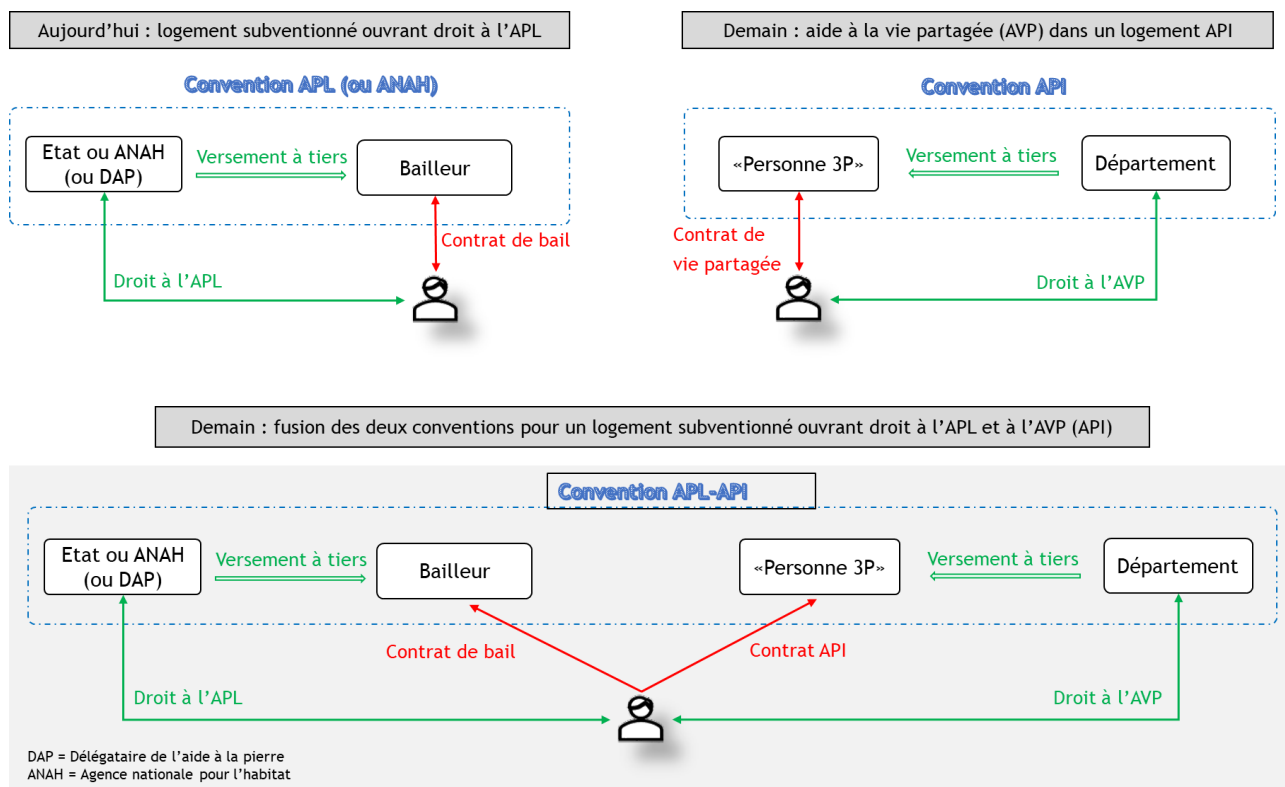 Aujourd’hui : logement subventionné ouvrant droit à l’APL
Convention APL (ou ANAH)
Etat ou ANAH
(ou DAP)
Versement à tiers
Bailleur
Contrat de bail
Droit à l’APL
Demain : aide à la vie partagée (AVP) dans un logement API
Convention API
«Personne 3P»
Versement à tiers
Département
Contrat de
vie partagée
Droit à l’AVP
Demain : fusion des deux conventions pour un logement subventionné ouvrant droit à l’APL et à l’AVP (API)
Convention APL-API
Etat ou ANAH
(ou DAP)
Versement à tiers
Bailleur
«Personne 3P»
Versement à tiers
Département
Contrat de bail
Contrat API
Droit à l’APL
Droit à l’AVP
DAP = Délégataire de l’aide à la pierre
ANAH = Agence nationale pour l’habitat